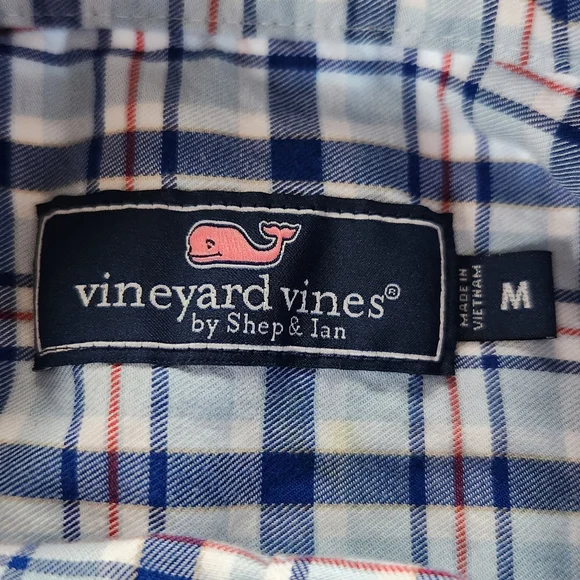 vineyard vines®
by Shep & Ian
MADE IN
VIETNAM
M